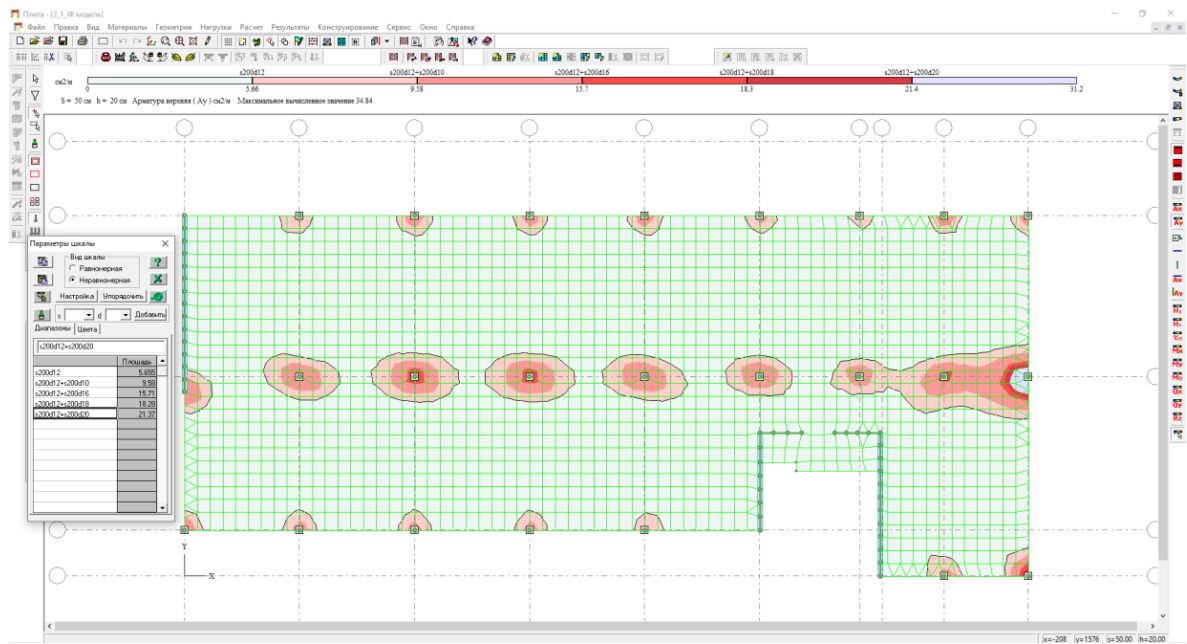 Плита - [2_1_IФ модель]
Файл Правка Вид Материалы Геометрия Нагрузки Расчет Результаты Конструирование Сервис Окно Справка
s200d12 s200d12+s200d10 s200d12+s200d16 s200d12+s200d18 s200d12+s200d20
см2/м
0 5.66 9.58 15.7 18.3 21.4 31.2
S = 50 см h = 20 см Арматура верхняя ( Ay ) см2/м Максимальное вычисленное значение 34.84
Параметры шкалы
Вид шкалы
Равномерная
Неравномерная
Настройка Упорядочить
s d Добавить
Диапазоны Цвета
s200d12+s200d20
Площадь
s200d12 5.655
s200d12+s200d10 9.58
s200d12+s200d16 15.71
s200d12+s200d18 18.28
s200d12+s200d20 21.37
Y
X
x=-208 y=1576 s=50.00 h=20.00